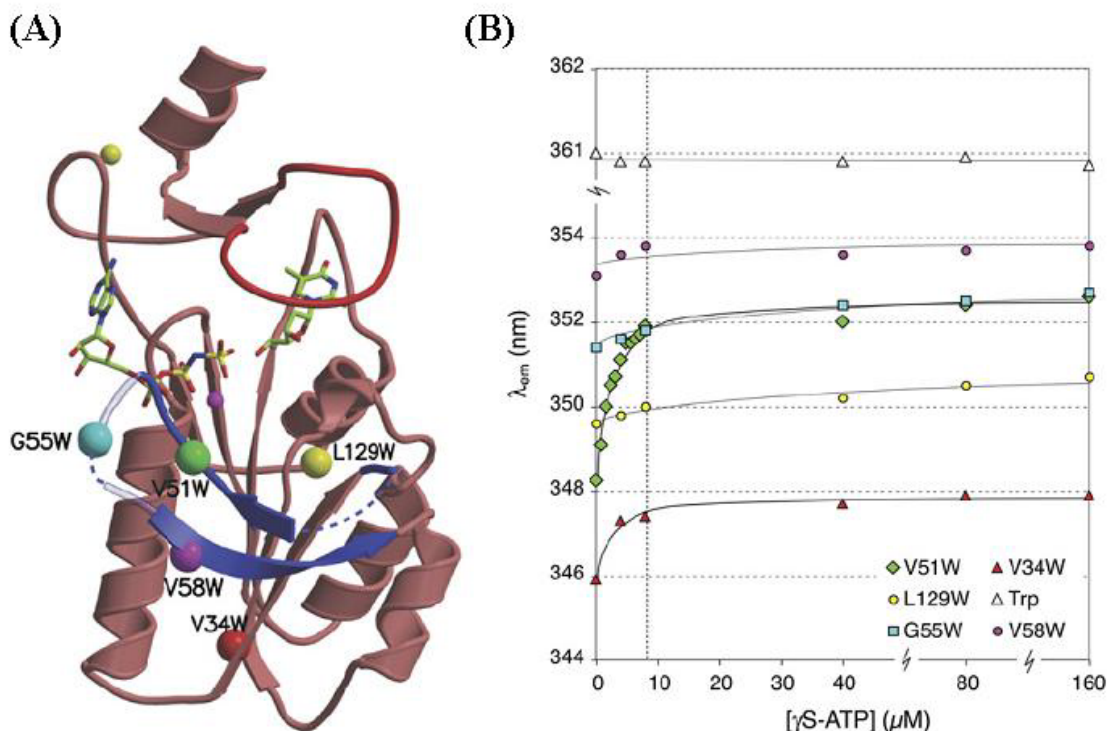 (A)
G55W
V51W
L129W
V58W
V34W
(B)
362
361
354
352
350
348
346
344
λem (nm)
V51W
V34W
L129W
Trp
G55W
V58W
0
10
20
30
40
80
160
[γS-ATP] (μM)